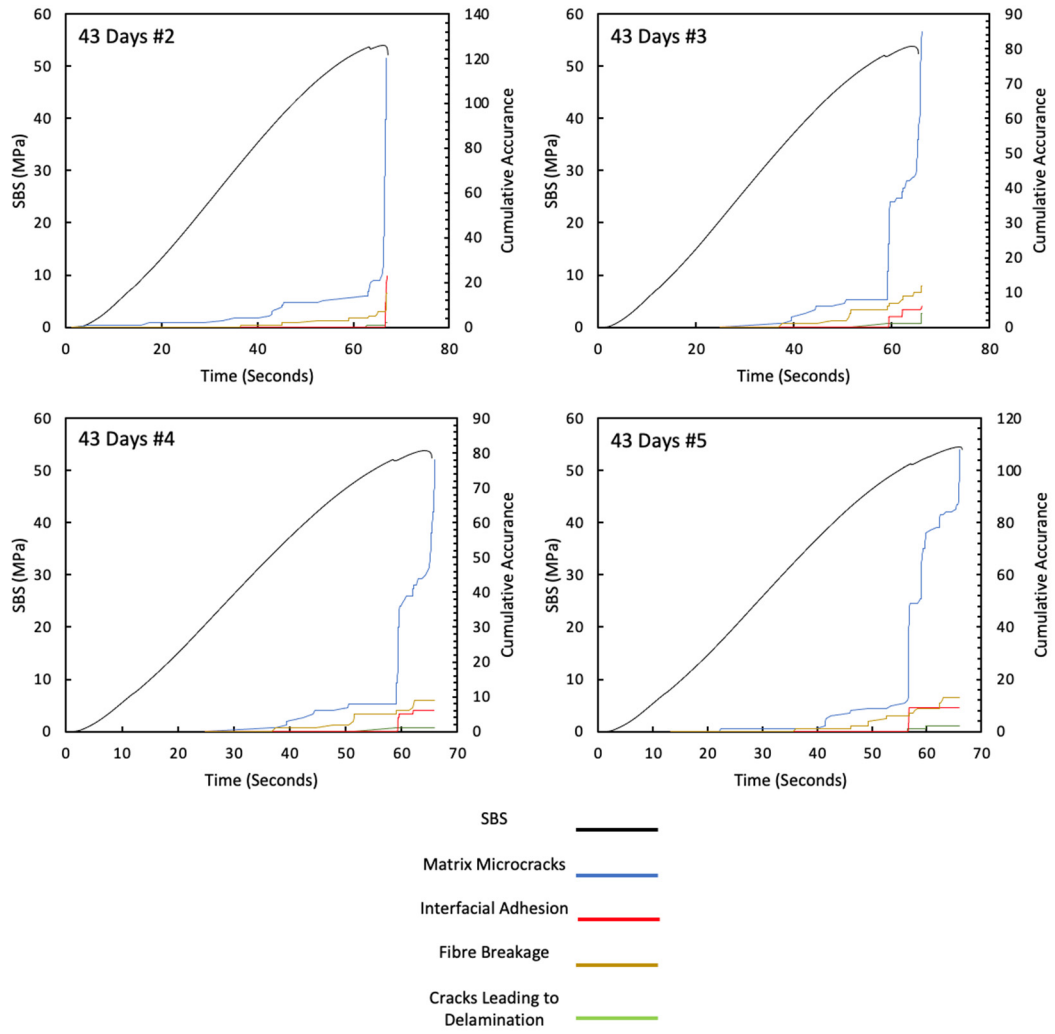 43 Days #2
SBS (MPa)
60
50
40
30
20
10
0
0 20 40 60 80
Time (Seconds)
140
120
100
80
60
40
20
0
Cumulative Accurance
43 Days #3
SBS (MPa)
60
50
40
30
20
10
0
0 20 40 60 80
Time (Seconds)
90
80
70
60
50
40
30
20
10
0
Cumulative Accurance
43 Days #4
SBS (MPa)
60
50
40
30
20
10
0
0 10 20 30 40 50 60 70
Time (Seconds)
90
80
70
60
50
40
30
20
10
0
Cumulative Accurance
43 Days #5
SBS (MPa)
60
50
40
30
20
10
0
0 10 20 30 40 50 60 70
Time (Seconds)
120
100
80
60
40
20
0
Cumulative Accurance
SBS
Matrix Microcracks
Interfacial Adhesion
Fibre Breakage
Cracks Leading to
Delamination